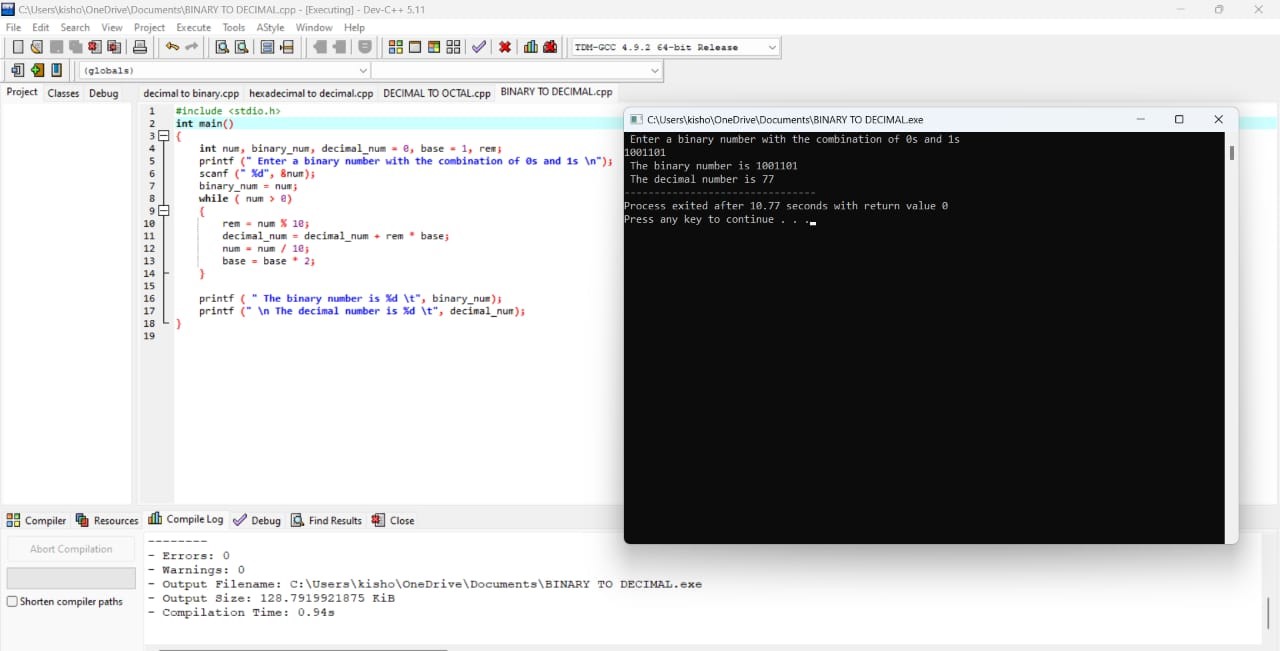 C:\Users\kisho\OneDrive\Documents\BINARY TO DECIMAL.cpp - [Executing] - Dev-C++ 5.11
File Edit Search View Project Execute Tools AStyle Window Help
TDM-GCC 4.9.2 64-bit Release
(globals)
Project Classes Debug
decimal to binary.cpp hexadecimal to decimal.cpp DECIMAL TO OCTAL.cpp BINARY TO DECIMAL.cpp
1 #include <stdio.h>
2 int main()
3 {
4 int num, binary_num, decimal_num = 0, base = 1, rem;
5 printf (" Enter a binary number with the combination of 0s and 1s \n");
6 scanf (" %d", &num);
7 binary_num = num;
8 while ( num > 0)
9 {
10 rem = num % 10;
11 decimal_num = decimal_num + rem * base;
12 num = num / 10;
13 base = base * 2;
14 }
15
16 printf ( " The binary number is %d \t", binary_num);
17 printf (" \n The decimal number is %d \t", decimal_num);
18 }
19
C:\Users\kisho\OneDrive\Documents\BINARY TO DECIMAL.exe
Enter a binary number with the combination of 0s and 1s
1001101
The binary number is 1001101
The decimal number is 77
--------------------------------
Process exited after 10.77 seconds with return value 0
Press any key to continue . . .
Compiler Resources Compile Log Debug Find Results Close
Abort Compilation
Shorten compiler paths
--------
- Errors: 0
- Warnings: 0
- Output Filename: C:\Users\kisho\OneDrive\Documents\BINARY TO DECIMAL.exe
- Output Size: 128.7919921875 KiB
- Compilation Time: 0.94s